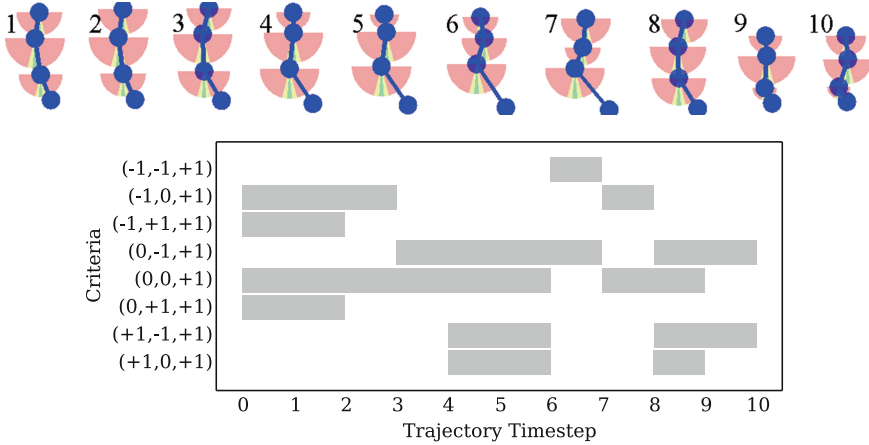 1 2 3 4 5 6 7 8 9 10
(-1,-1,+1)
(-1,0,+1)
(-1,+1,+1)
(0,-1,+1)
(0,0,+1)
(0,+1,+1)
(+1,-1,+1)
(+1,0,+1)
Criteria
0 1 2 3 4 5 6 7 8 9 10
Trajectory Timestep